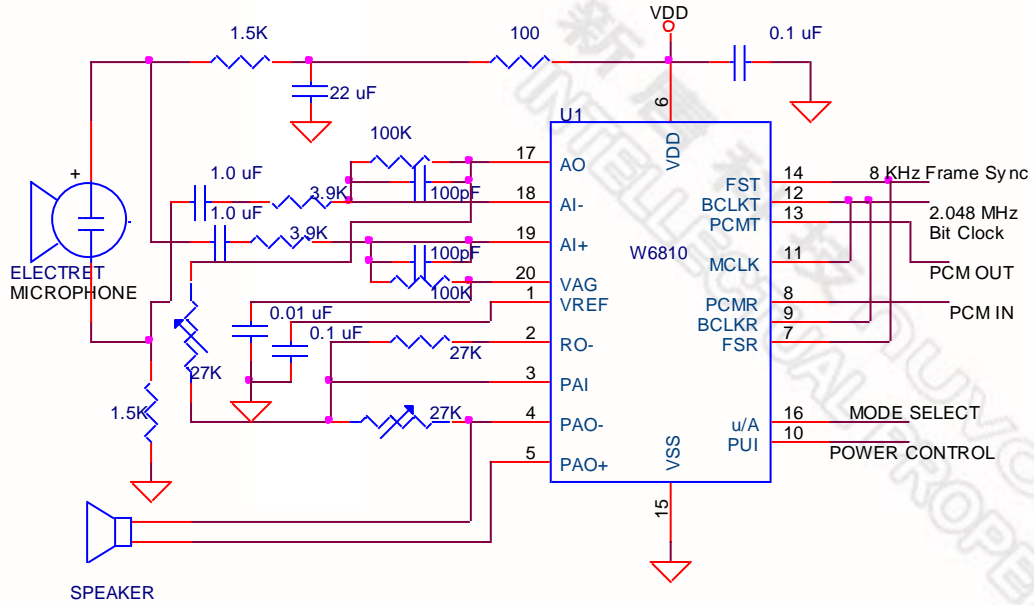 VDD
1.5K
100
0.1 uF
22 uF
6
U1
VDD
100K
17
AO
100pF
1.0 uF
3.9K
18
AI-
14
FST
8 KHz Frame Sync
12
BCLKT
13
PCMT
2.048 MHz
Bit Clock
1.0 uF
3.9K
19
AI+
W6810
11
MCLK
PCM OUT
+
-
ELECTRET
MICROPHONE
100pF
100K
20
VAG
1
VREF
8
PCMR
PCM IN
9
BCLKR
7
FSR
0.01 uF
0.1 uF
2
RO-
27K
27K
3
PAI
1.5K
27K
4
PAO-
16
u/A
MODE SELECT
10
PUI
POWER CONTROL
5
PAO+
VSS
15
SPEAKER
INTELLECTUAL PROPE
nuvo